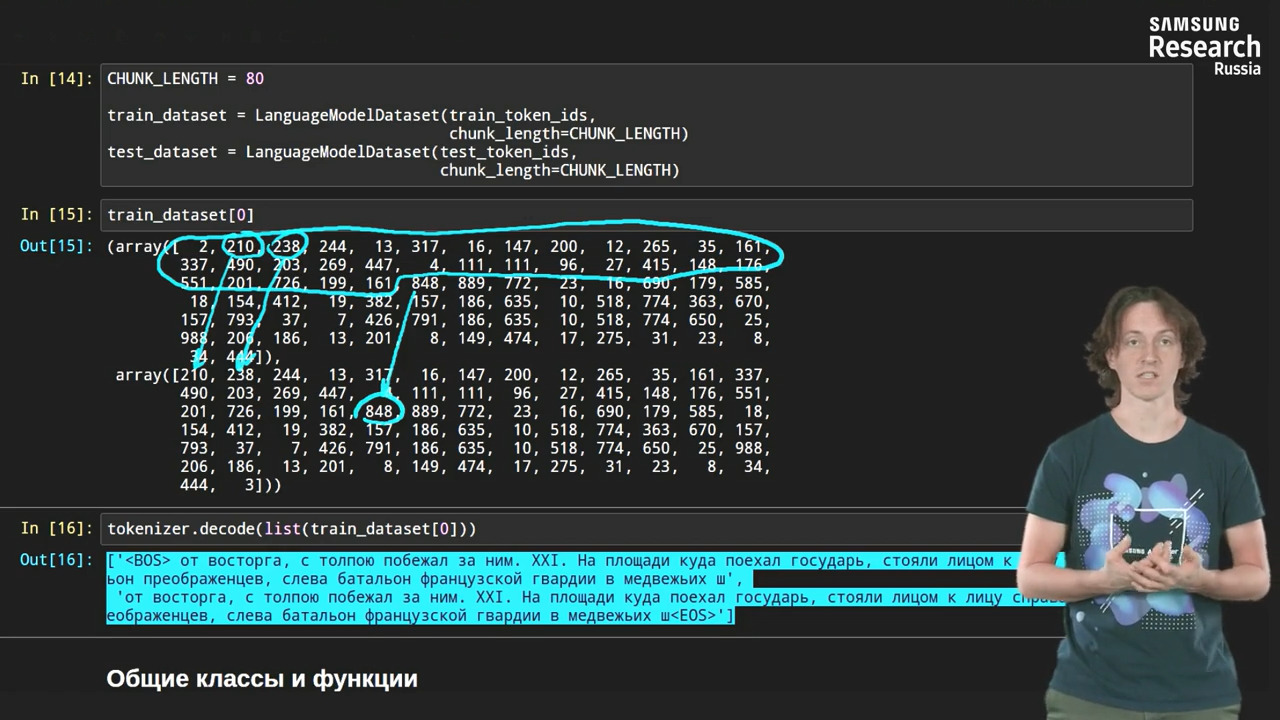 SAMSUNG
Research
Russia
In [14]: CHUNK_LENGTH = 80
train_dataset = LanguageModelDataset(train_token_ids,
chunk_length=CHUNK_LENGTH)
test_dataset = LanguageModelDataset(test_token_ids,
chunk_length=CHUNK_LENGTH)
In [15]: train_dataset[0]
Out[15]: (array([ 2, 210, 238, 244, 13, 317, 16, 147, 200, 12, 265, 35, 161,
337, 490, 203, 269, 447, 4, 111, 111, 96, 27, 415, 148, 176,
551, 201, 726, 199, 161, 848, 889, 772, 23, 16, 690, 179, 585,
18, 154, 412, 19, 382, 157, 186, 635, 10, 518, 774, 363, 670,
157, 793, 37, 7, 426, 791, 186, 635, 10, 518, 774, 650, 25,
988, 206, 186, 13, 201, 8, 149, 474, 17, 275, 31, 23, 8,
34, 444]),
array([210, 238, 244, 13, 317, 16, 147, 200, 12, 265, 35, 161, 337,
490, 203, 269, 447, 4, 111, 111, 96, 27, 415, 148, 176, 551,
201, 726, 199, 161, 848, 889, 772, 23, 16, 690, 179, 585, 18,
154, 412, 19, 382, 157, 186, 635, 10, 518, 774, 363, 670, 157,
793, 37, 7, 426, 791, 186, 635, 10, 518, 774, 650, 25, 988,
206, 186, 13, 201, 8, 149, 474, 17, 275, 31, 23, 8, 34,
444, 3]))
In [16]: tokenizer.decode(list(train_dataset[0]))
Out[16]: ['<BOS> от восторга, с толпою побежал за ним. XXI. На площади куда поехал государь, стояли лицом к
ьон преображенцев, слева батальон французской гвардии в медвежьих ш',
'от восторга, с толпою побежал за ним. XXI. На площади куда поехал государь, стояли лицом к лицу
еображенцев, слева батальон французской гвардии в медвежьих ш<EOS>']
Общие классы и функции